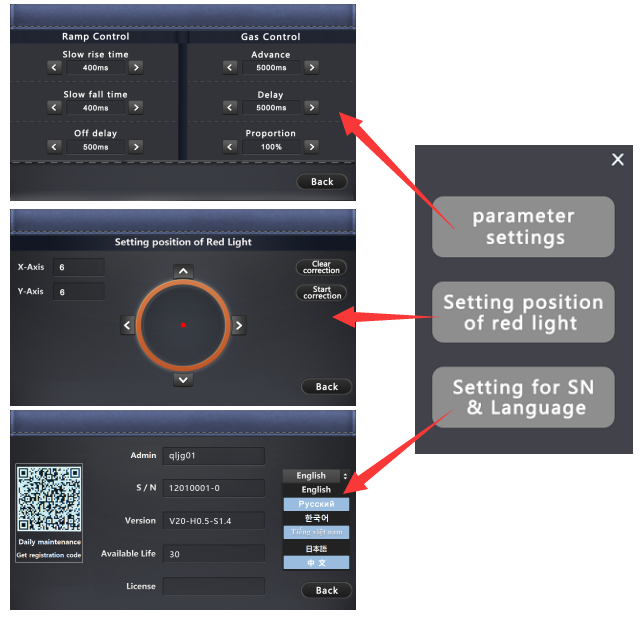 Ramp Control
Gas Control
Slow rise time
400ms
Slow fall time
400ms
Off delay
500ms
Advance
5000ms
Delay
5000ms
Proportion
100%
Back
Setting position of Red Light
X-Axis 6
Y-Axis 6
Clear
correction
Start
correction
Back
Admin qljg01
S / N 12010001-0
Version V20-H0.5-S1.4
Available Life 30
License
Daily maintenance
Get registration code
English
English
Русский
한국어
Tiếng việt nam
日本語
中 文
Back
parameter
settings
Setting position
of red light
Setting for SN
& Language